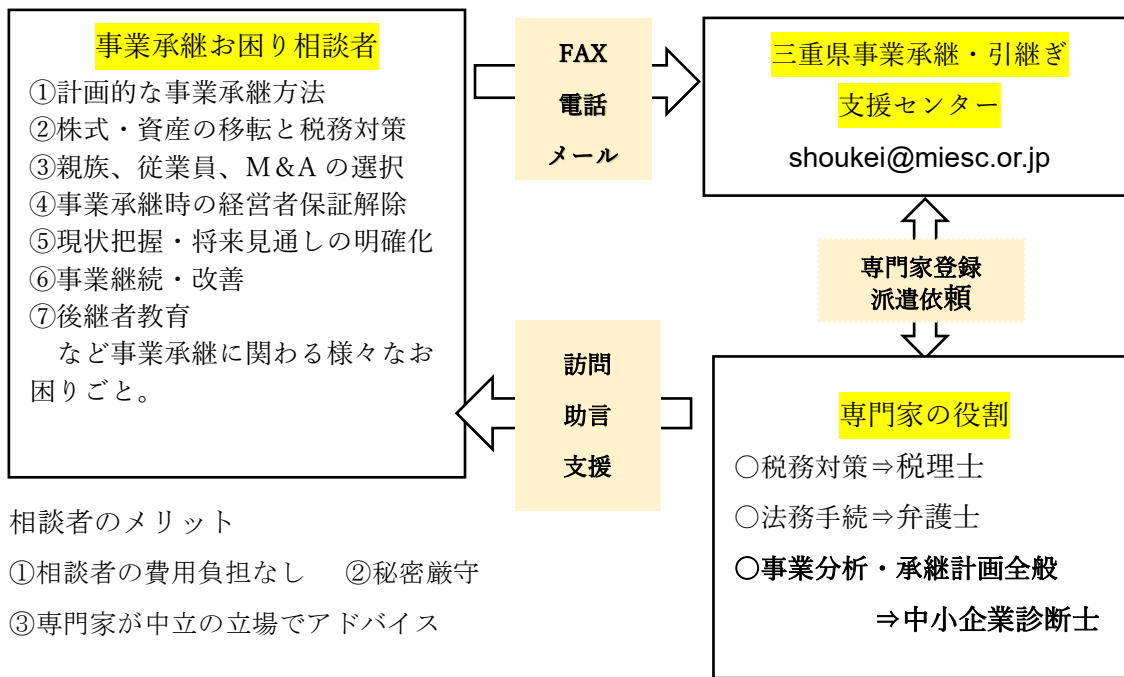 事業承継お困り相談者
①計画的な事業承継方法
②株式・資産の移転と税務対策
③親族、従業員、M＆A の選択
④事業承継時の経営者保証解除
⑤現状把握・将来見通しの明確化
⑥事業継続・改善
⑦後継者教育
　など事業承継に関わる様々なお
困りごと。
FAX
電話
メール
三重県事業承継・引継ぎ
支援センター
shoukei@miesc.or.jp
専門家登録
派遣依頼
訪問
助言
支援
専門家の役割
○税務対策⇒税理士
○法務手続⇒弁護士
○事業分析・承継計画全般
⇒中小企業診断士
相談者のメリット
①相談者の費用負担なし　②秘密厳守
③専門家が中立の立場でアドバイス